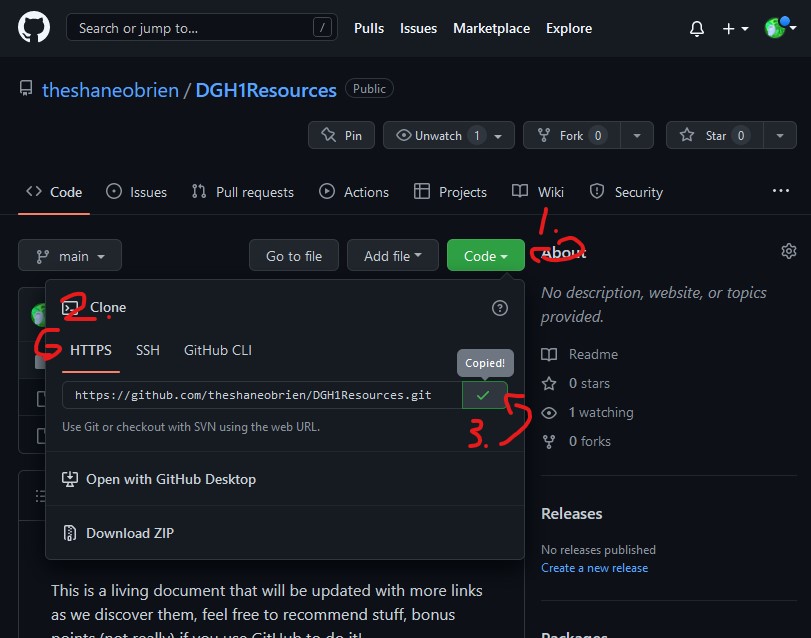 Search or jump to... /
Pulls Issues Marketplace Explore
theshaneobrien / DGH1Resources Public
Pin Unwatch 1 Fork 0 Star 0
Code Issues Pull requests Actions Projects Wiki Security ...
1.
main Go to file Add file Code About
No description, website, or topics
provided.
2. Clone
HTTPS SSH GitHub CLI
Readme
Copied!
0 stars
https://github.com/theshaneobrien/DGH1Resources.git
1 watching
Use Git or checkout with SVN using the web URL.
3.
0 forks
Open with GitHub Desktop
Releases
Download ZIP
No releases published
Create a new release
This is a living document that will be updated with more links
as we discover them, feel free to recommend stuff, bonus
points (not really) if you use GitHub to do it!
Packages